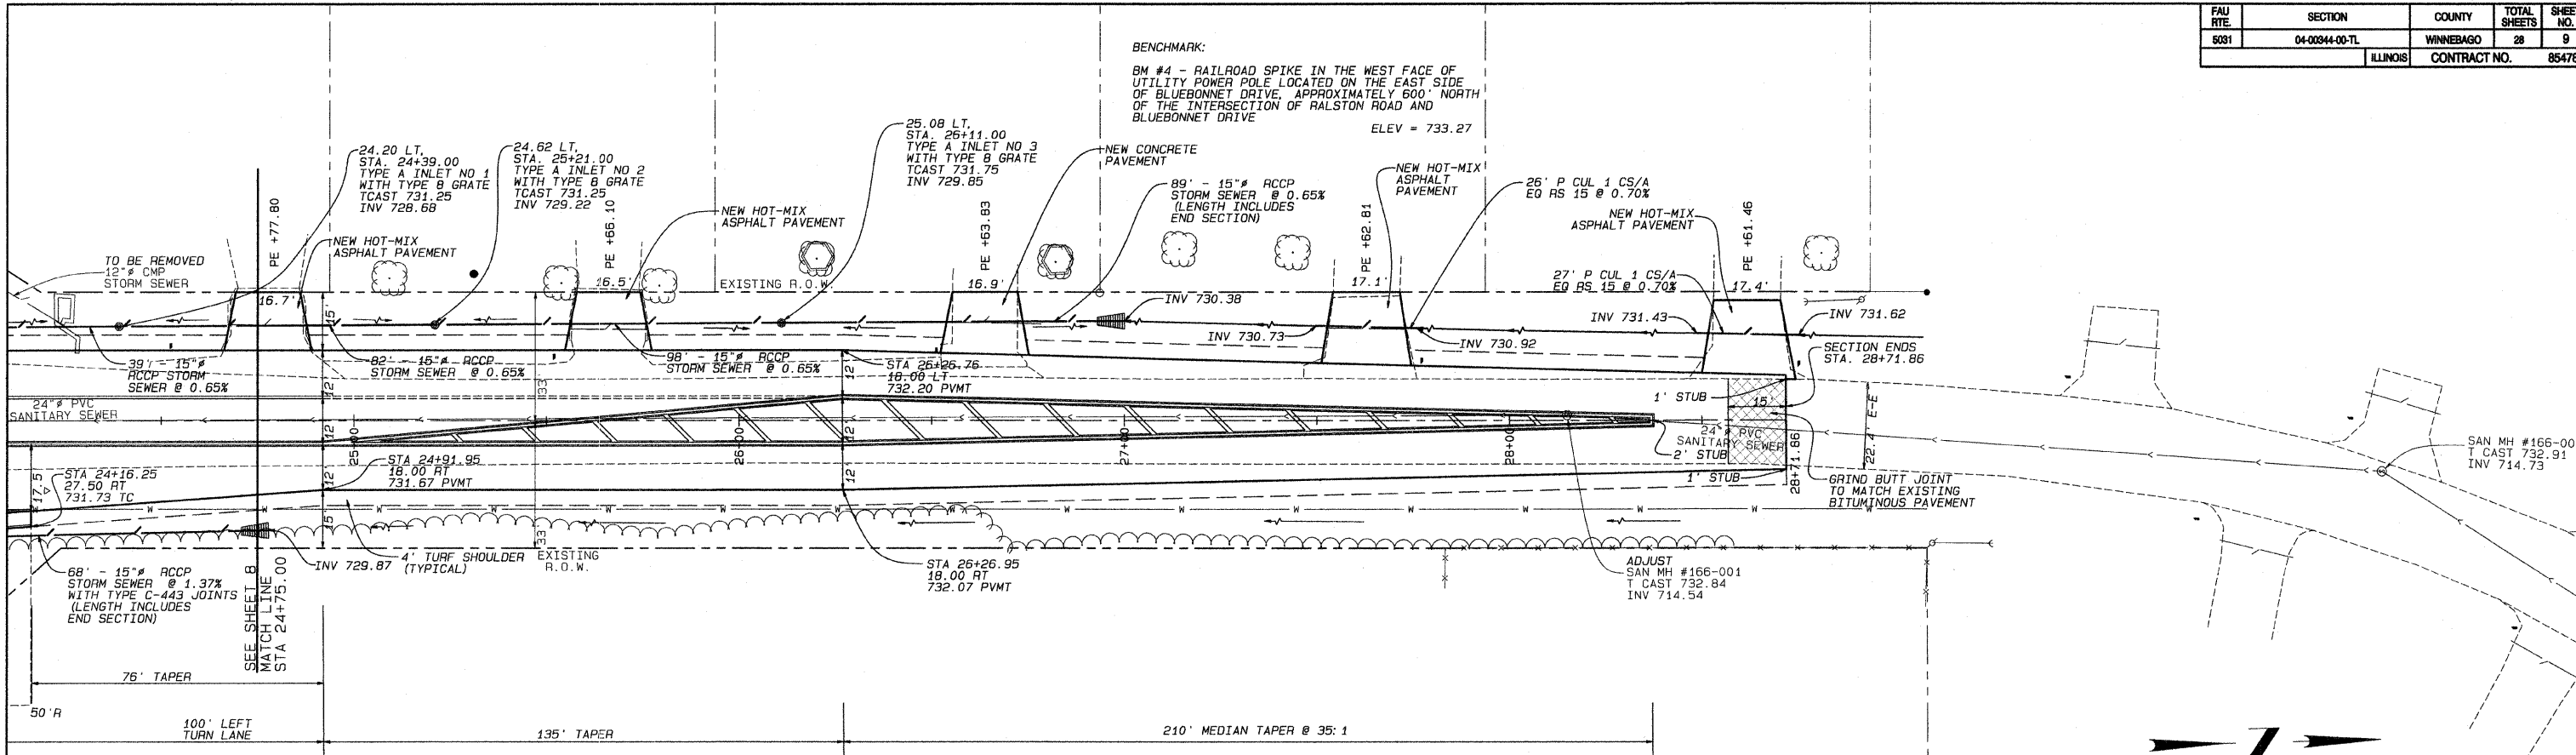 FAU RTE.
SECTION
COUNTY
TOTAL SHEETS
SHEET NO.
5031
04-00344-00-TL
WINNEBAGO
28
9
ILLINOIS
CONTRACT NO.
85478
BENCHMARK:
BM #4 - RAILROAD SPIKE IN THE WEST FACE OF
UTILITY POWER POLE LOCATED ON THE EAST SIDE
OF BLUEBONNET DRIVE, APPROXIMATELY 600' NORTH
OF THE INTERSECTION OF RALSTON ROAD AND
BLUEBONNET DRIVE
ELEV = 733.27
24.20 LT,
STA. 24+39.00
TYPE A INLET NO 1
WITH TYPE 8 GRATE
TCAST 731.25
INV 728.68
24.62 LT,
STA. 25+21.00
TYPE A INLET NO 2
WITH TYPE 8 GRATE
TCAST 731.25
INV 729.22
25.08 LT,
STA. 26+11.00
TYPE A INLET NO 3
WITH TYPE 8 GRATE
TCAST 731.75
INV 729.85
NEW CONCRETE
PAVEMENT
89' - 15"ø RCCP
STORM SEWER @ 0.65%
(LENGTH INCLUDES
END SECTION)
NEW HOT-MIX
ASPHALT
PAVEMENT
26' P CUL 1 CS/A
EQ RS 15 @ 0.70%
NEW HOT-MIX
ASPHALT PAVEMENT
27' P CUL 1 CS/A
EQ RS 15 @ 0.70%
PE +77.80
PE +66.10
PE +63.83
PE +62.81
PE +61.46
NEW HOT-MIX
ASPHALT PAVEMENT
NEW HOT-MIX
ASPHALT PAVEMENT
TO BE REMOVED
12"ø CMP
STORM SEWER
16.7'
16.5'
EXISTING R.O.W.
16.9'
17.1'
17.4'
15'
INV 730.38
INV 730.73
INV 730.92
INV 731.43
INV 731.62
39' - 15"ø
RCCP STORM
SEWER @ 0.65%
82' - 15"ø RCCP
STORM SEWER @ 0.65%
98' - 15"ø RCCP
STORM SEWER @ 0.65%
STA 26+26.76
18.00 LT
732.20 PVMT
SECTION ENDS
STA. 28+71.86
24"ø PVC
SANITARY SEWER
12'
33'
12'
1' STUB
15'
22.4' E-E
12'
25+00
26+00
12'
27+00
28+00
24"ø PVC
SANITARY SEWER
2' STUB
28+71.86
SAN MH #166-00
T CAST 732.91
INV 714.73
17.5'
STA 24+16.25
27.50 RT
731.73 TC
12'
STA 24+91.95
18.00 RT
731.67 PVMT
12'
1' STUB
GRIND BUTT JOINT
TO MATCH EXISTING
BITUMINOUS PAVEMENT
W W W W W W W W W W W W W W W W W
15'
33'
68' - 15"ø RCCP
STORM SEWER @ 1.37%
WITH TYPE C-443 JOINTS
(LENGTH INCLUDES
END SECTION)
INV 729.87
4' TURF SHOULDER
(TYPICAL)
EXISTING
R.O.W.
STA 26+26.95
18.00 RT
732.07 PVMT
ADJUST
SAN MH #166-001
T CAST 732.84
INV 714.54
SEE SHEET 8
MATCH LINE
STA 24+75.00
76' TAPER
50'R
100' LEFT
TURN LANE
135' TAPER
210' MEDIAN TAPER @ 35:1